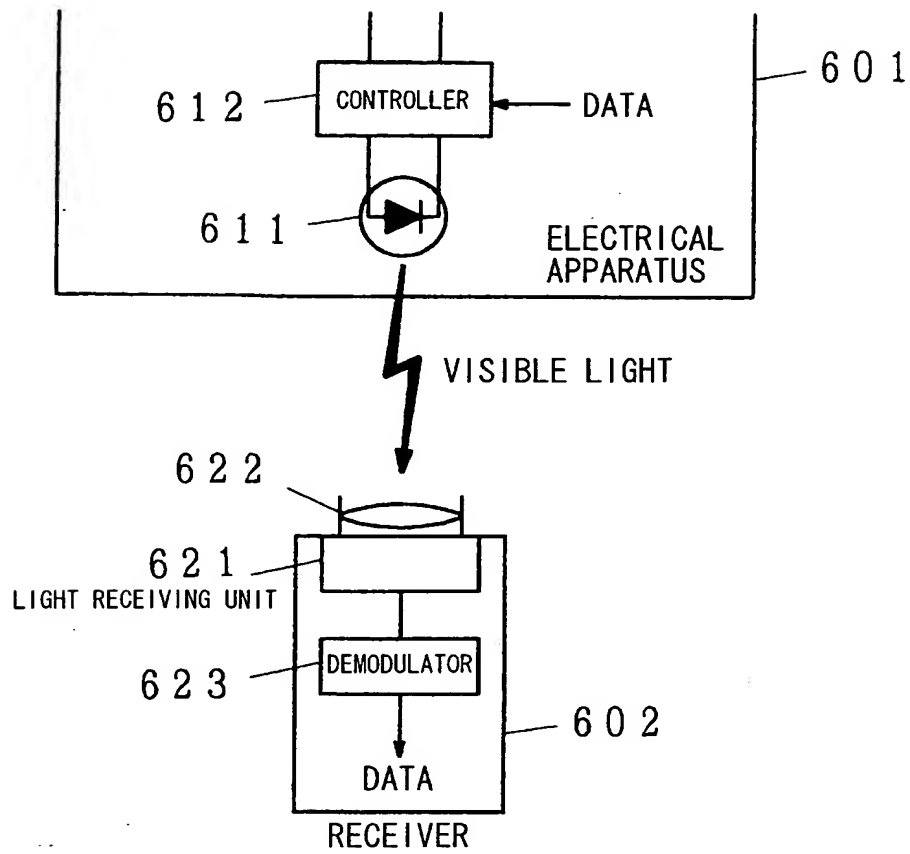 601
612
CONTROLLER
DATA
611
ELECTRICAL
APPARATUS
VISIBLE LIGHT
622
621
LIGHT RECEIVING UNIT
DEMODULATOR
623
602
DATA
RECEIVER